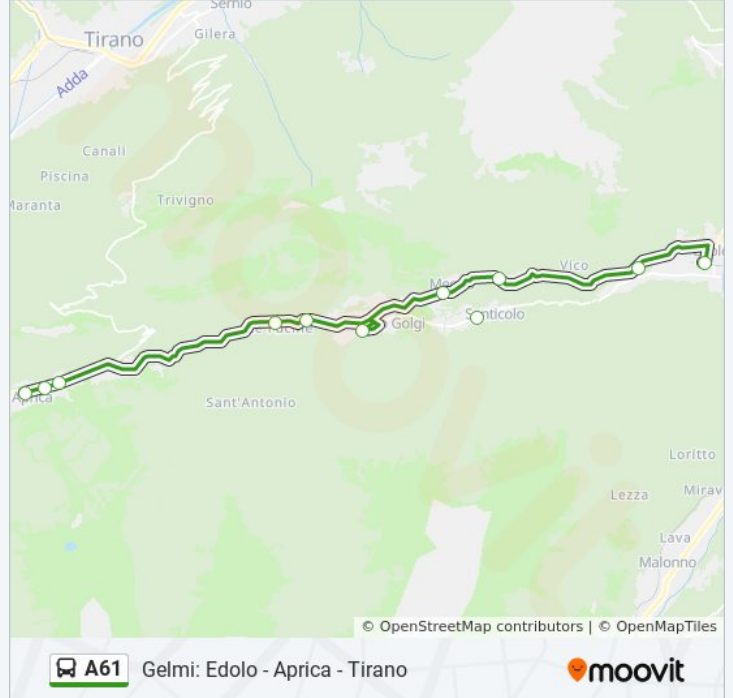 Sernio
Tirano
Gilera
Adda
Canali
Piscina
Maranta
Trivigno
Vico
Golgi
Santicolo
Aprica
Sant'Antonio
Loritto
Lezza
Lava
Malonno
© OpenStreetMap contributors | © OpenMapTiles
A61 Gelmi: Edolo - Aprica - Tirano
moovit